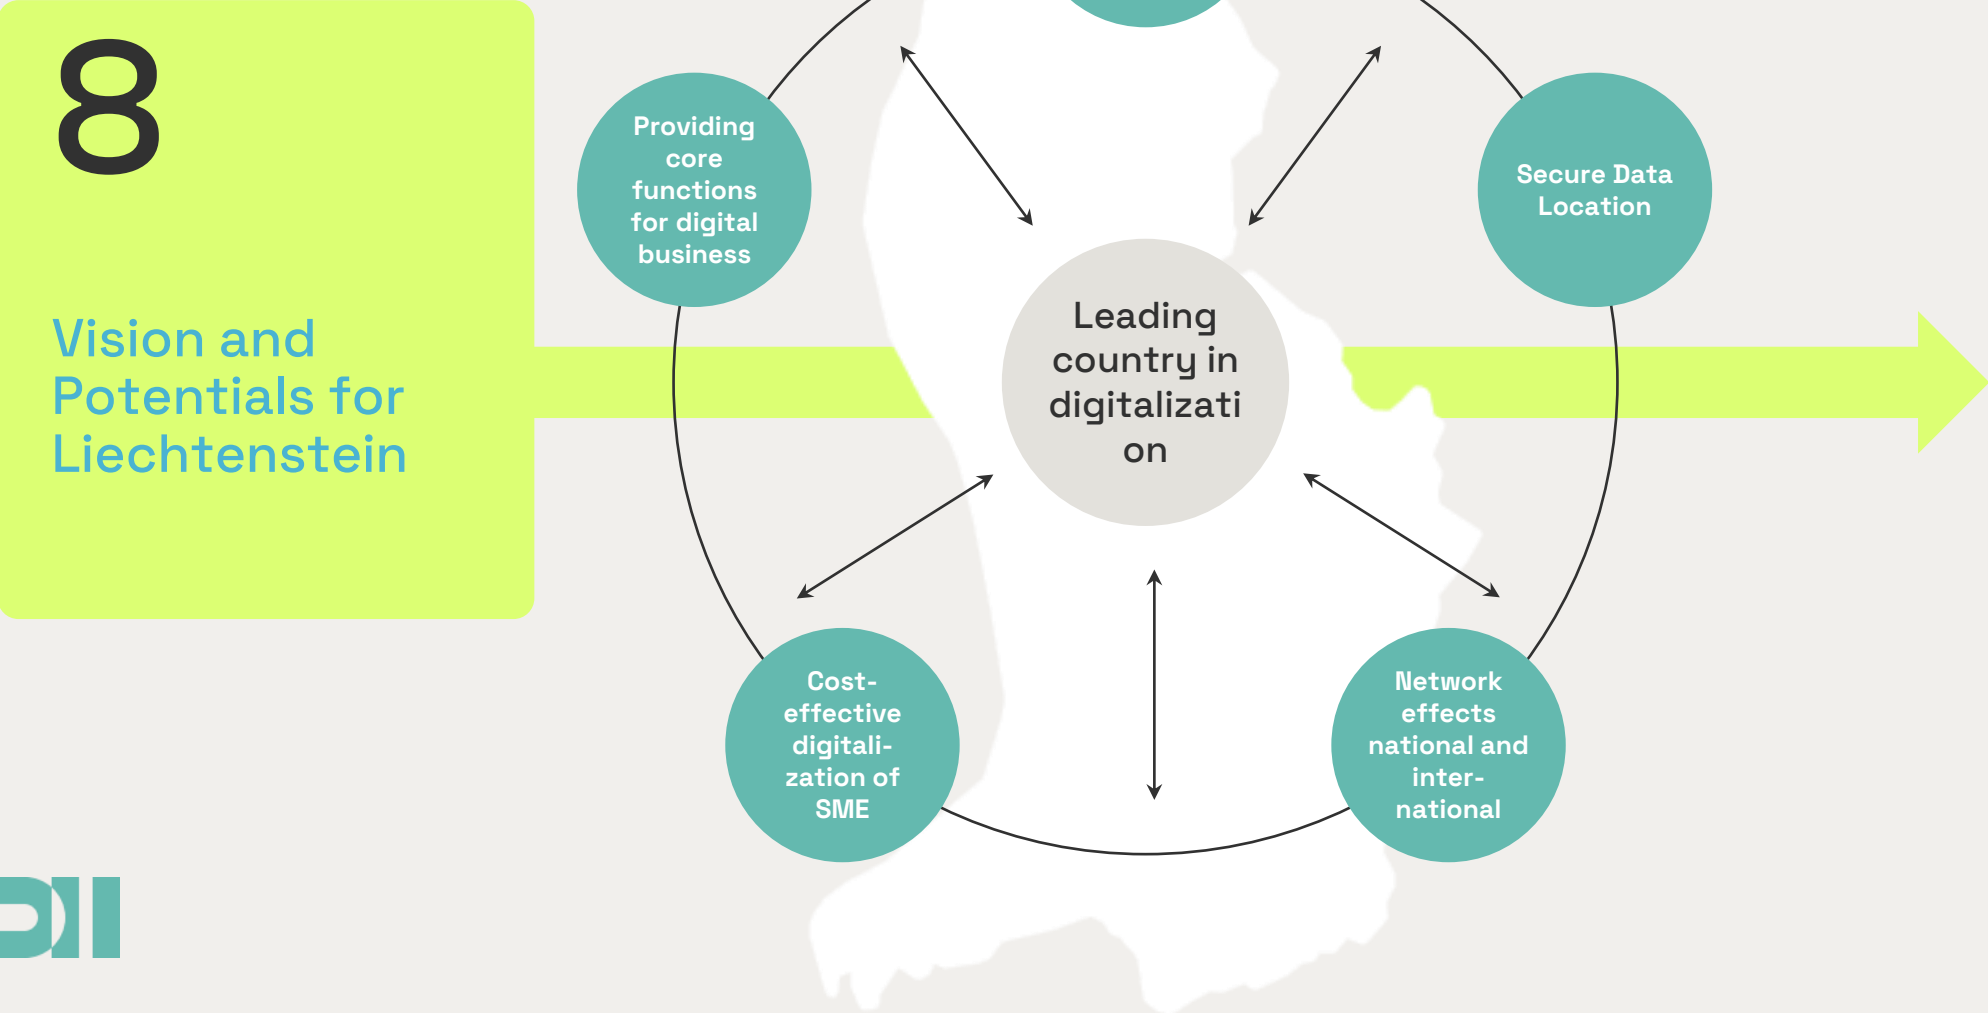 8
Vision and
Potentials for
Liechtenstein
Providing
core
functions
for digital
business
Secure Data
Location
Leading
country in
digitalizati
on
Cost-
effective
digitali-
zation of
SME
Network
effects
national and
inter-
national